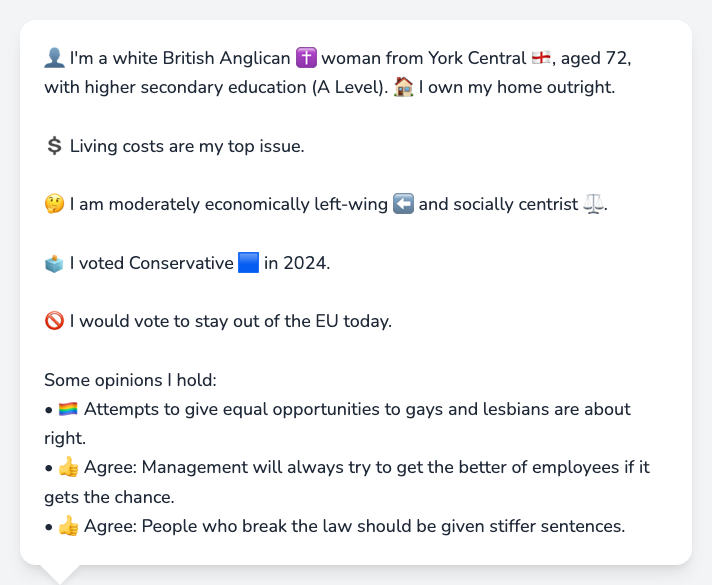 👤 I'm a white British Anglican ✝️ woman from York Central 🏴󠁧󠁢󠁥󠁮󠁧󠁿, aged 72,
with higher secondary education (A Level). 🏠 I own my home outright.
💲 Living costs are my top issue.
🤔 I am moderately economically left-wing ⬅️ and socially centrist ⚖️.
🗳️ I voted Conservative 🟦 in 2024.
🚫 I would vote to stay out of the EU today.
Some opinions I hold:
• 🏳️‍🌈 Attempts to give equal opportunities to gays and lesbians are about
right.
• 👍 Agree: Management will always try to get the better of employees if it
gets the chance.
• 👍 Agree: People who break the law should be given stiffer sentences.